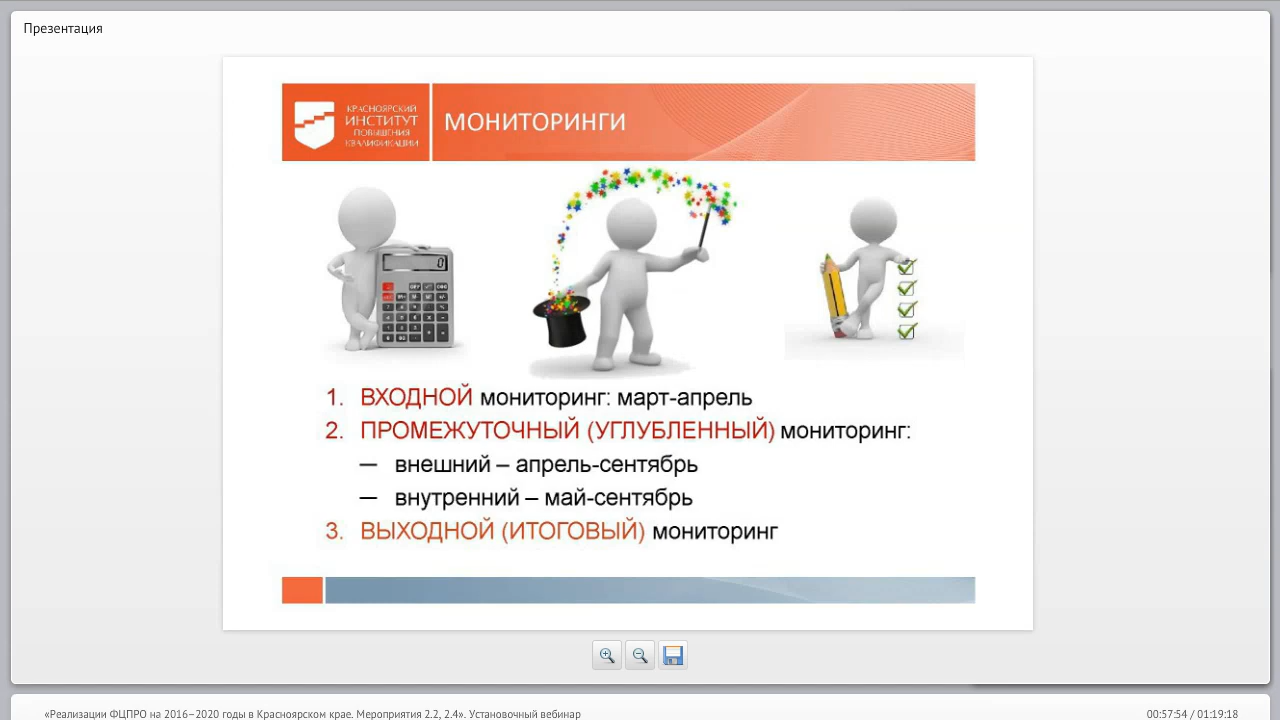 Презентация
КРАСНОЯРСКИЙ
ИНСТИТУТ
ПОВЫШЕНИЯ
КВАЛИФИКАЦИИ
МОНИТОРИНГИ
0
1. ВХОДНОЙ мониторинг: март-апрель
2. ПРОМЕЖУТОЧНЫЙ (УГЛУБЛЕННЫЙ) мониторинг:
— внешний – апрель-сентябрь
— внутренний – май-сентябрь
3. ВЫХОДНОЙ (ИТОГОВЫЙ) мониторинг
«Реализации ФЦПРО на 2016–2020 годы в Красноярском крае. Мероприятия 2.2, 2.4». Установочный вебинар
00:57:54 / 01:19:18